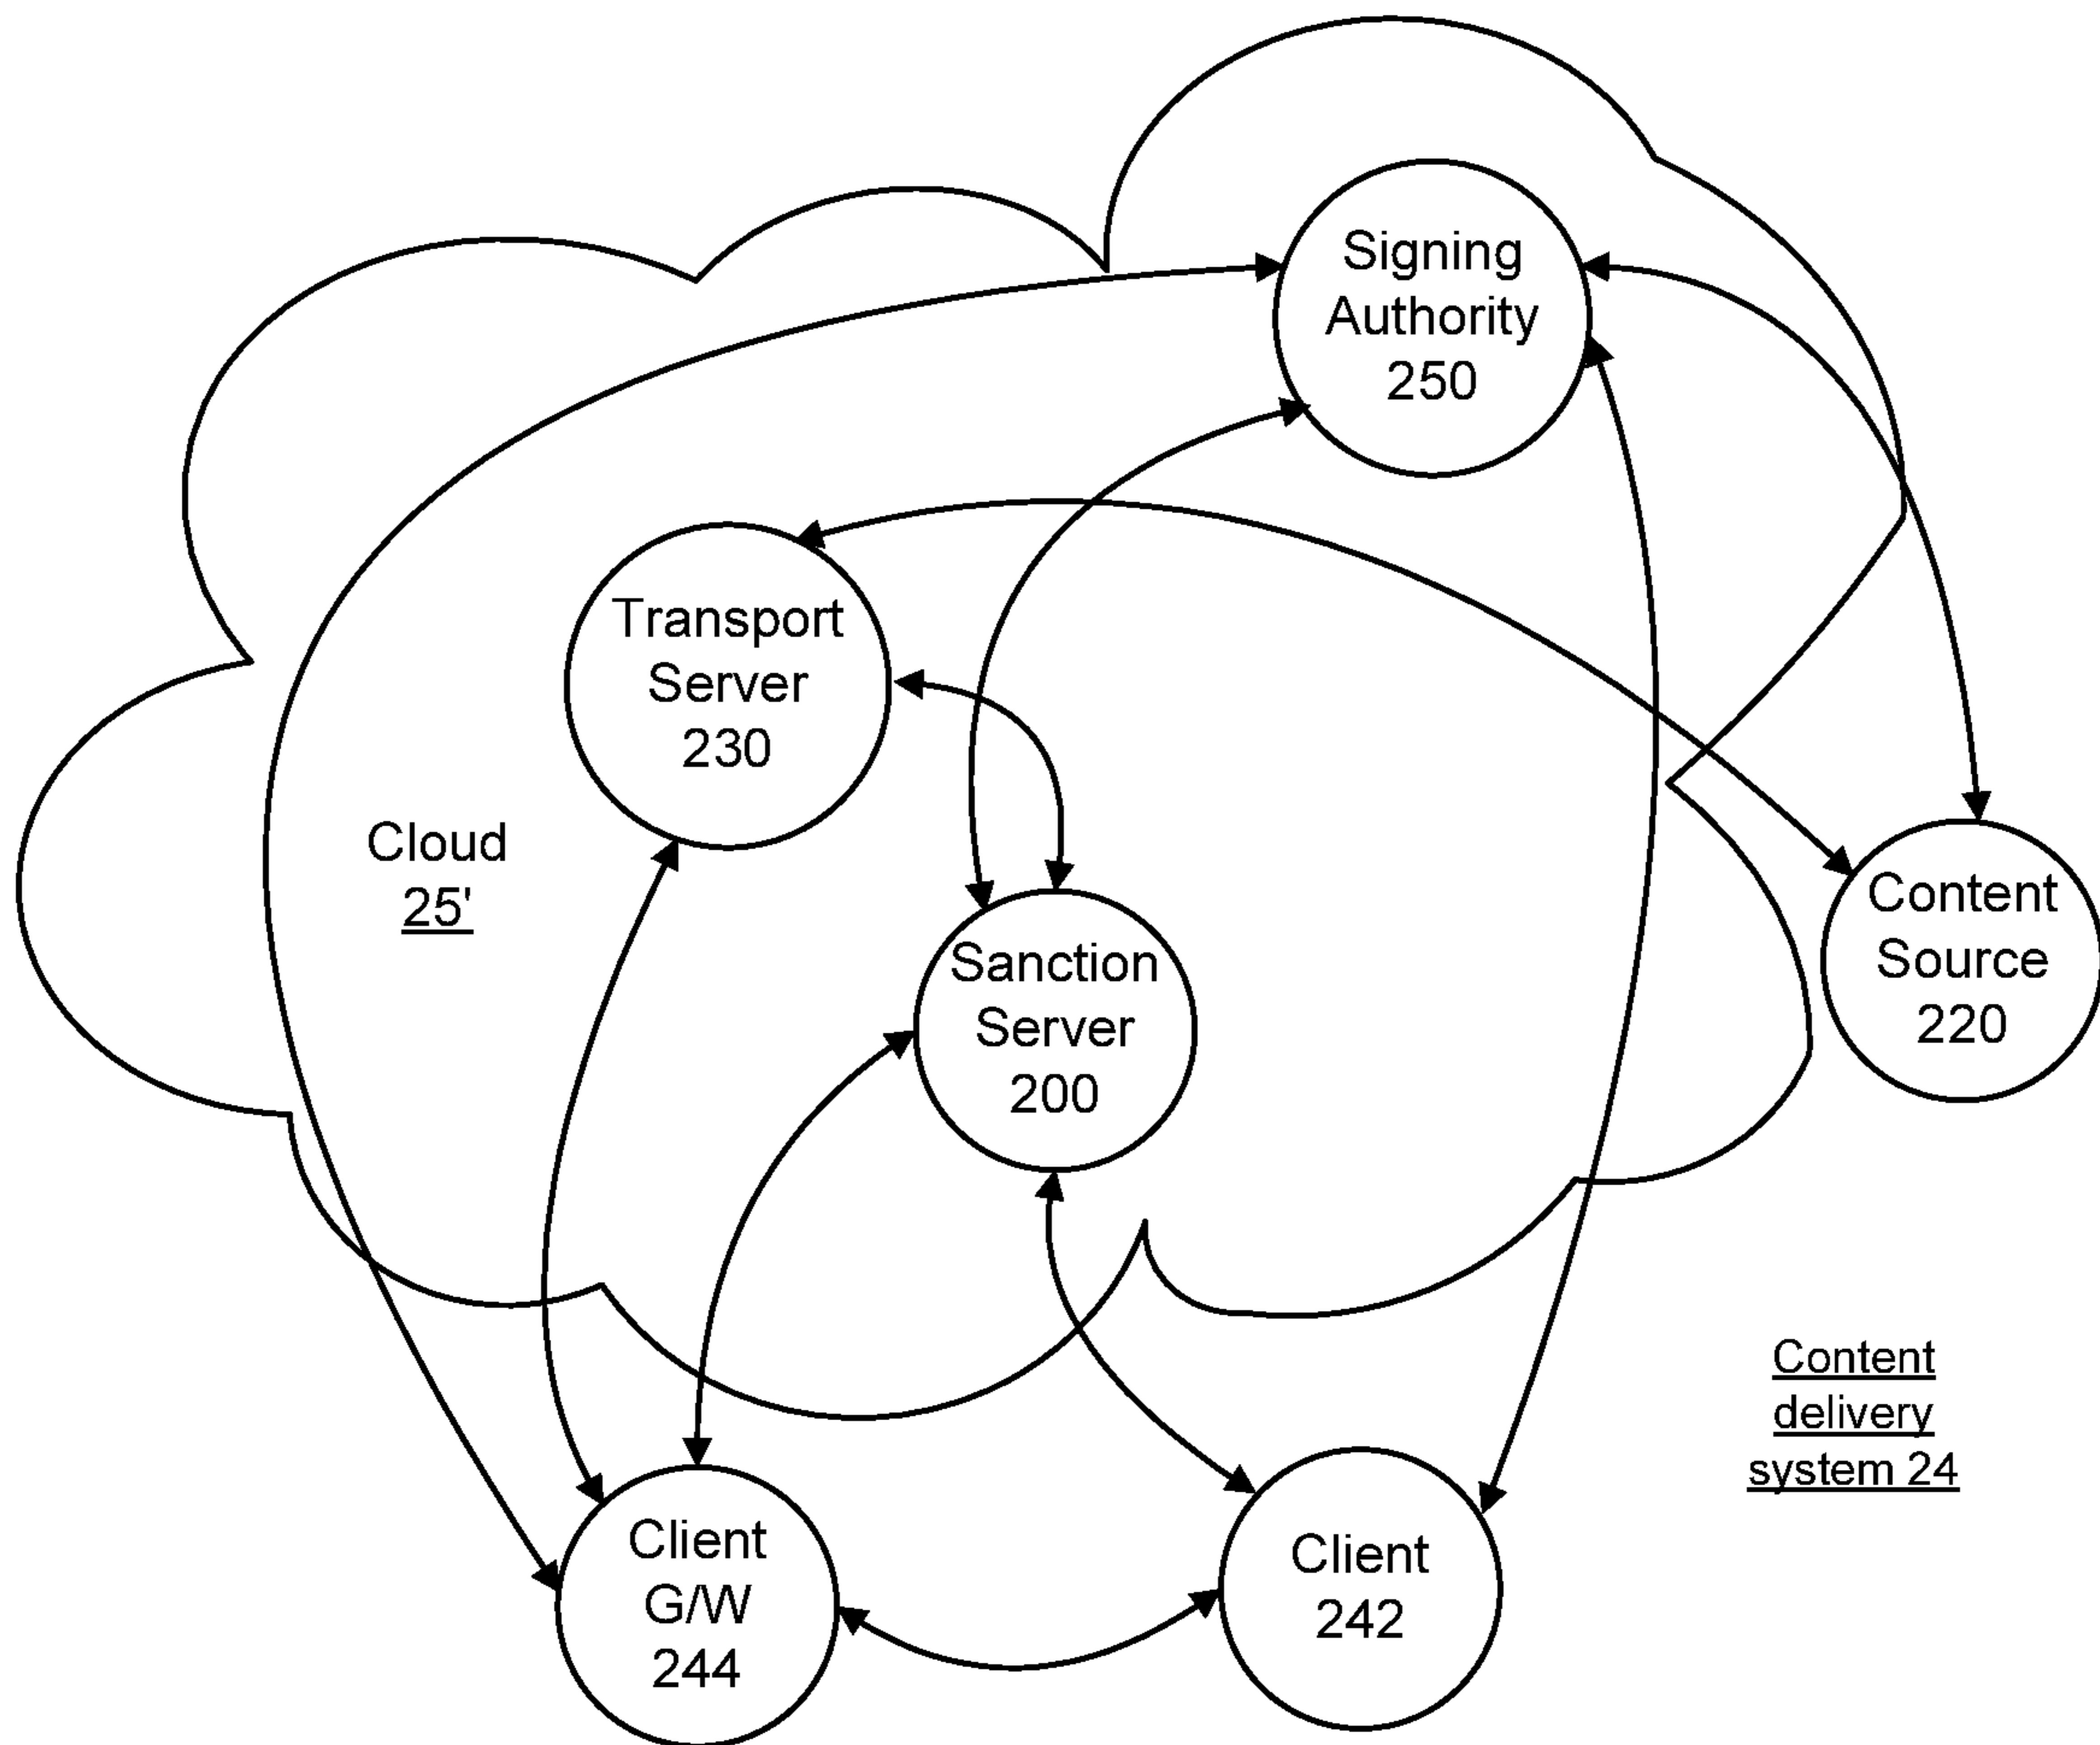 Signing
Authority
250
Transport
Server
230
Cloud
25'
Content
Source
220
Sanction
Server
200
Content
delivery
system 24
Client
G/W
244
Client
242